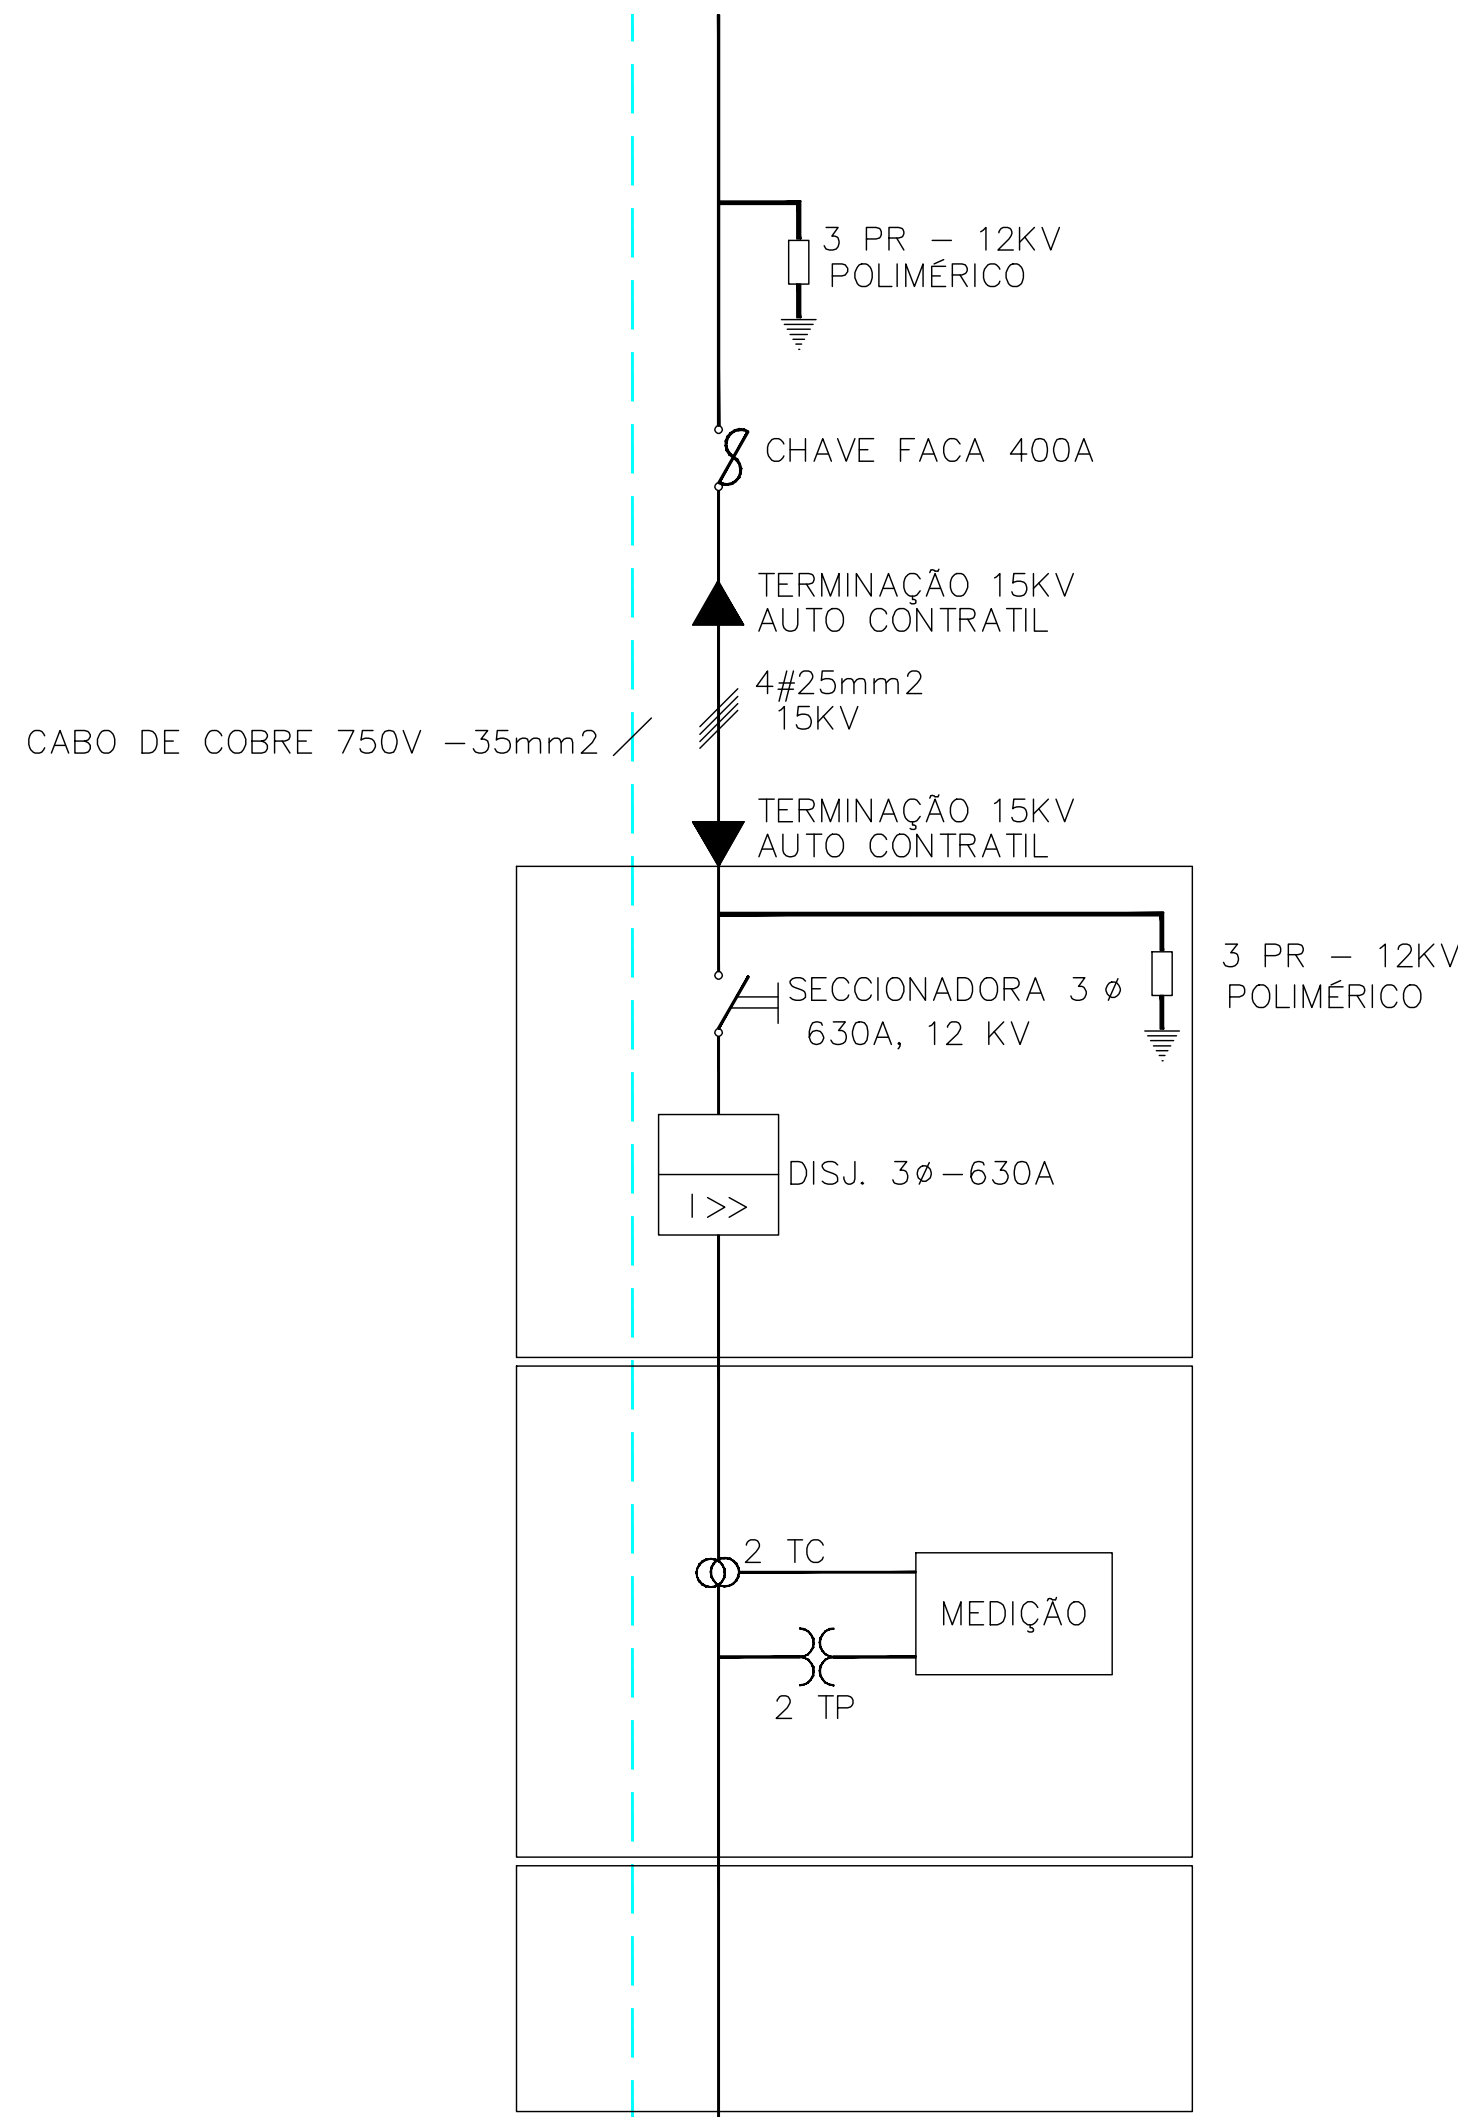 3 PR - 12KV
POLIMÉRICO
CHAVE FACA 400A
TERMINAÇÃO 15KV
AUTO CONTRATIL
4#25mm2
15KV
CABO DE COBRE 750V -35mm2
TERMINAÇÃO 15KV
AUTO CONTRATIL
3 PR - 12KV
POLIMÉRICO
SECCIONADORA 3 ø
630A, 12 KV
DISJ. 3ø-630A
I>>
2 TC
MEDIÇÃO
2 TP